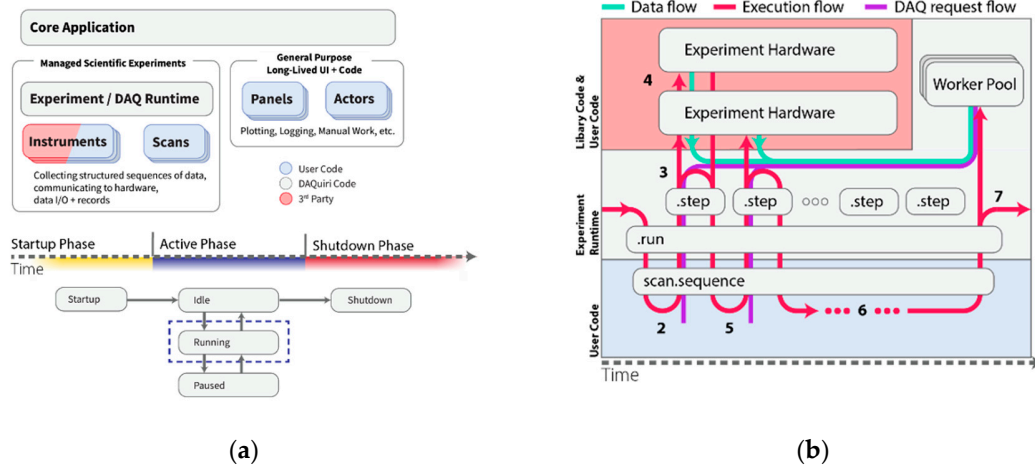 Core Application
Managed Scientific Experiments
Experiment / DAQ Runtime
Instruments
Scans
Collecting structured sequences of data,
communicating to hardware,
data I/O + records
General Purpose
Long-Lived UI + Code
Panels
Actors
Plotting, Logging, Manual Work, etc.
User Code
DAQuiri Code
3rd Party
Startup Phase
Active Phase
Shutdown Phase
Time
Startup
Idle
Shutdown
Running
Paused
(a)
Data flow
Execution flow
DAQ request flow
Libary Code &
User Code
Experiment Hardware
4
Experiment Hardware
Worker Pool
3
7
Experiment
Runtime
.step
.step
.step
.step
.run
User Code
scan.sequence
2
5
6
Time
(b)